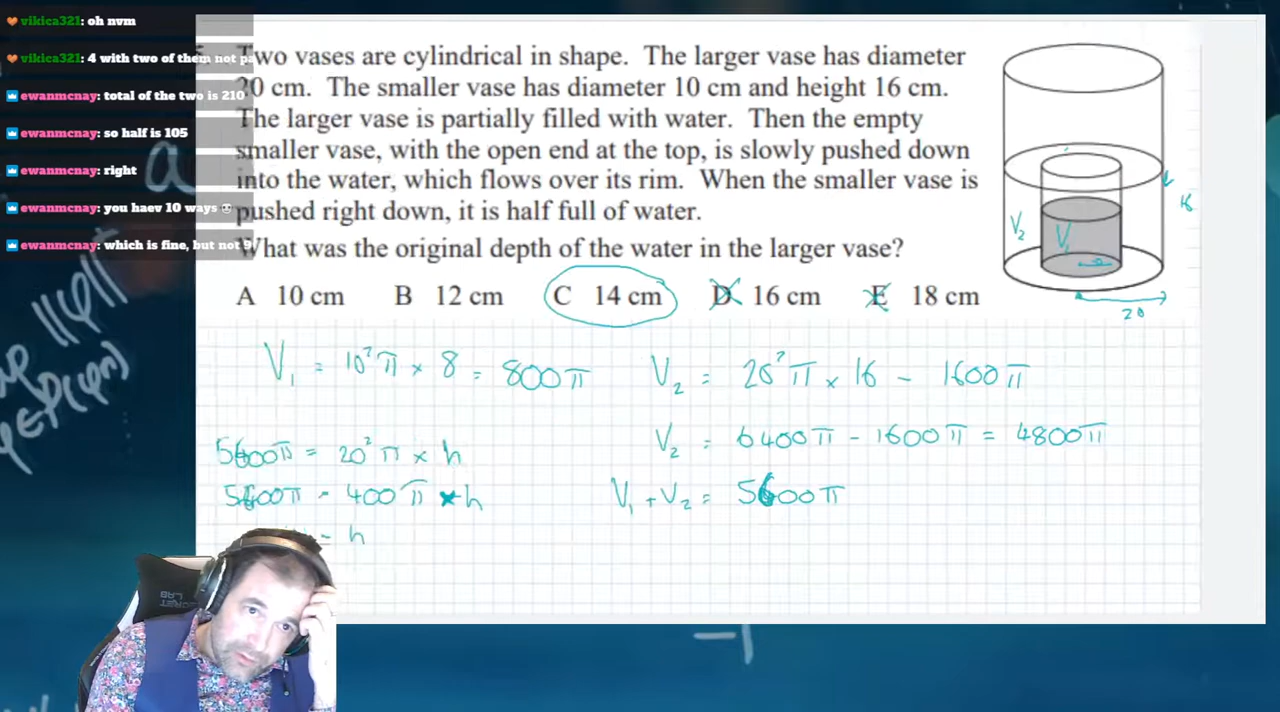 vikica321: oh nvm
vikica321: 4 with two of them not pa
ewanmcnay: total of the two is 210
ewanmcnay: so half is 105
ewanmcnay: right
ewanmcnay: you haev 10 ways
ewanmcnay: which is fine, but not 9
Two vases are cylindrical in shape. The larger vase has diameter
20 cm. The smaller vase has diameter 10 cm and height 16 cm.
The larger vase is partially filled with water. Then the empty
smaller vase, with the open end at the top, is slowly pushed down
into the water, which flows over its rim. When the smaller vase is
pushed right down, it is half full of water.
What was the original depth of the water in the larger vase?
A 10 cm B 12 cm C 14 cm D 16 cm E 18 cm
V₂
V₁
16
20
V₁ = 10² π × 8 = 800π
V₂ = 20² π × 16 - 1600π
V₂ = 6400π - 1600π = 4800π
V₁ + V₂ = 5600π
5600π = 20² π × h
5600π = 400π × h
= h
-1